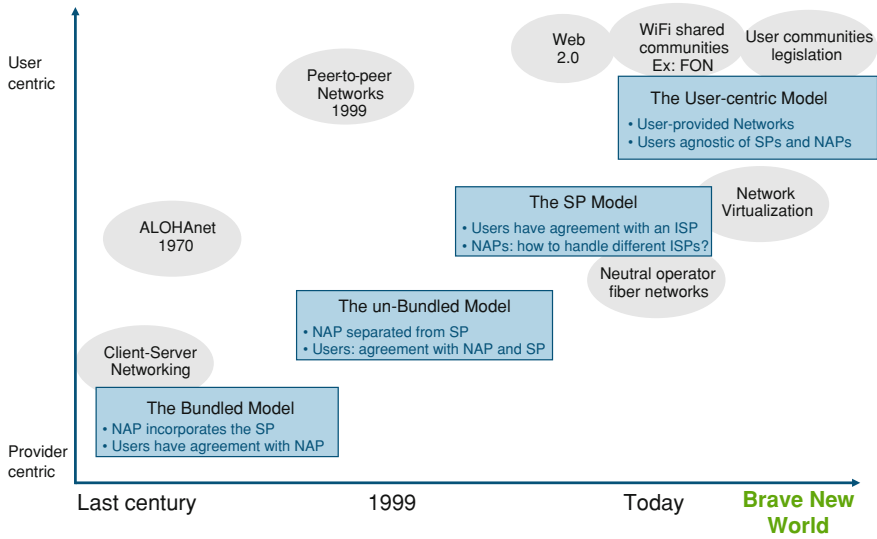 User
centric
Web
2.0
WiFi shared
communities
Ex: FON
User communities
legislation
Peer-to-peer
Networks
1999
The User-centric Model
• User-provided Networks
• Users agnostic of SPs and NAPs
ALOHAnet
1970
The SP Model
• Users have agreement with an ISP
• NAPs: how to handle different ISPs?
Network
Virtualization
Neutral operator
fiber networks
The un-Bundled Model
• NAP separated from SP
• Users: agreement with NAP and SP
Client-Server
Networking
The Bundled Model
• NAP incorporates the SP
• Users have agreement with NAP
Provider
centric
Last century
1999
Today
Brave New
World